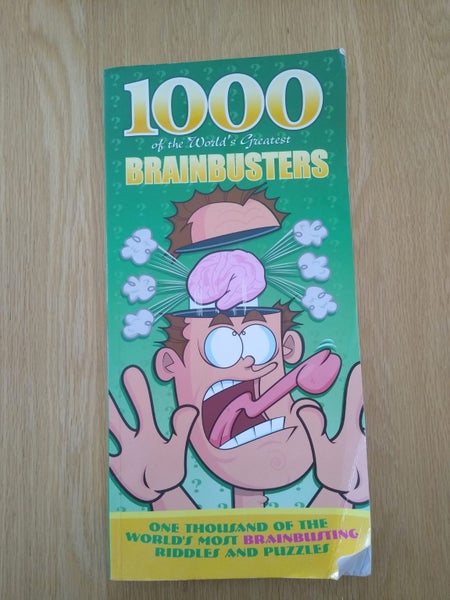 1000
of the World's Greatest
BRAINBUSTERS
ONE THOUSAND OF THE
WORLD'S MOST BRAINBUSTING
RIDDLES AND PUZZLES